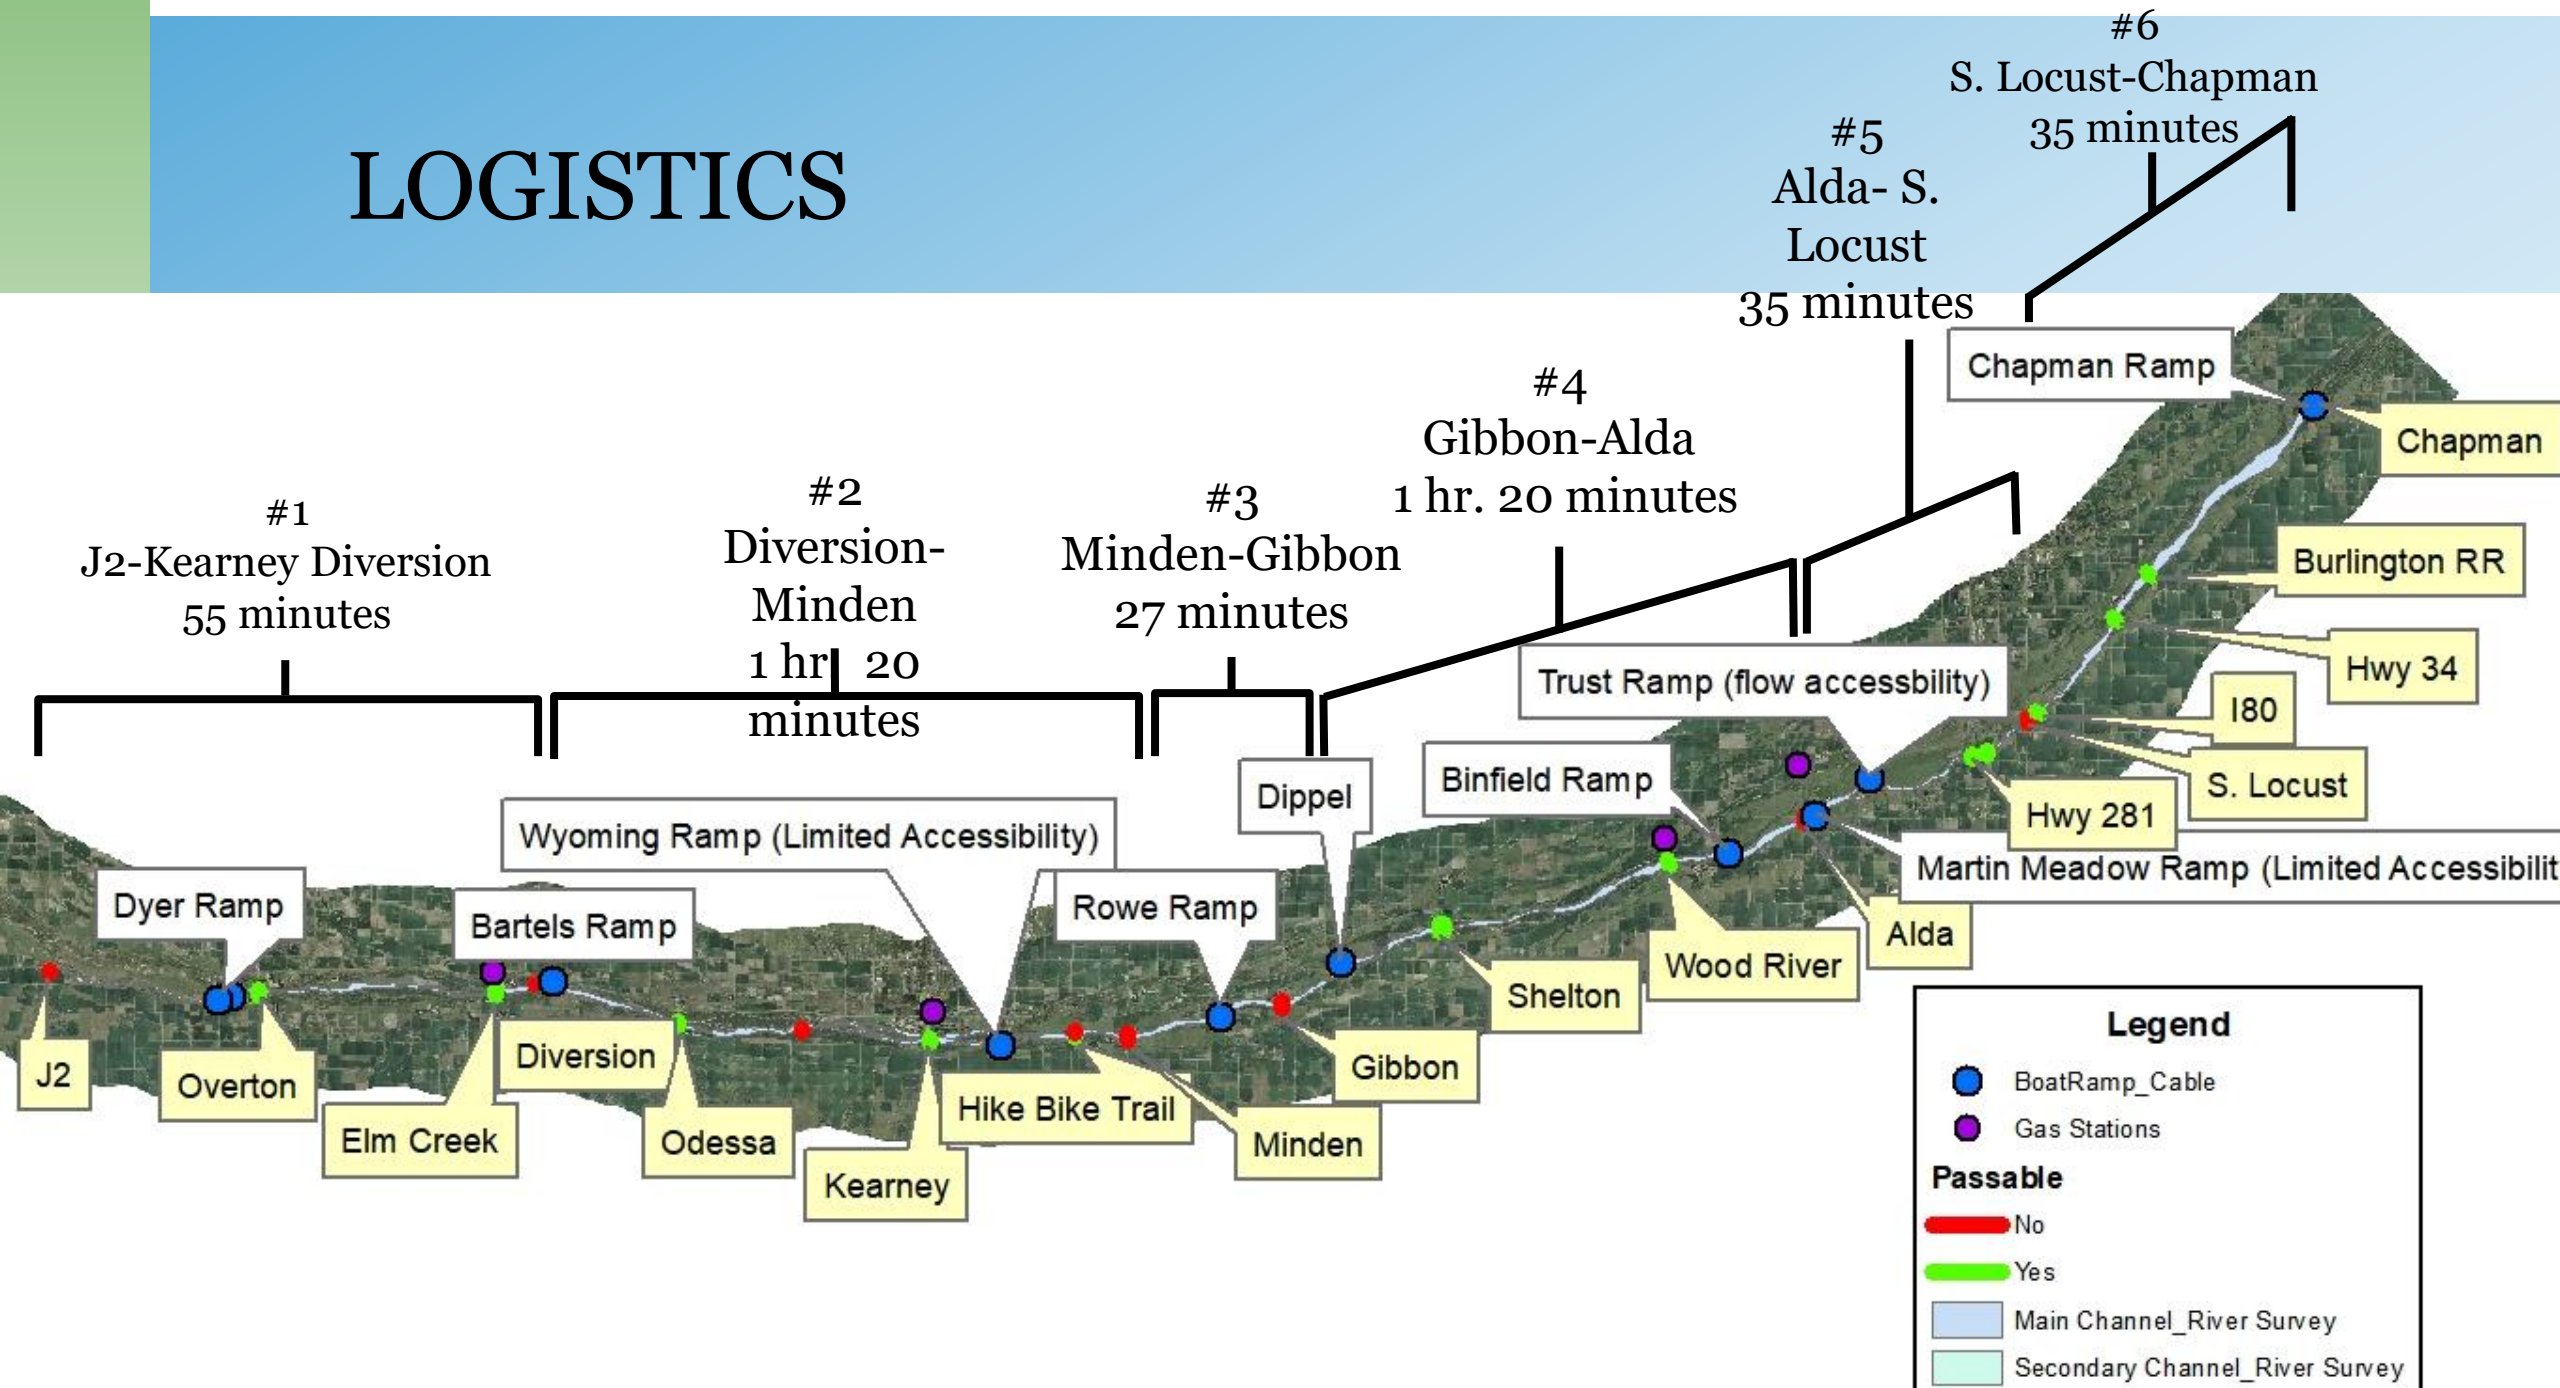 LOGISTICS
#1
J2-Kearney Diversion
55 minutes
#2
Diversion-
Minden
1 hr. 20
minutes
#3
Minden-Gibbon
27 minutes
#4
Gibbon-Alda
1 hr. 20 minutes
#5
Alda- S.
Locust
35 minutes
#6
S. Locust-Chapman
35 minutes
Chapman Ramp
Chapman
Burlington RR
Hwy 34
I80
S. Locust
Hwy 281
Trust Ramp (flow accessbility)
Martin Meadow Ramp (Limited Accessibilit
Alda
Binfield Ramp
Wood River
Dippel
Shelton
Gibbon
Rowe Ramp
Wyoming Ramp (Limited Accessibility)
Minden
Hike Bike Trail
Kearney
Odessa
Diversion
Bartels Ramp
Elm Creek
Dyer Ramp
Overton
J2
Legend
BoatRamp_Cable
Gas Stations
Passable
No
Yes
Main Channel_River Survey
Secondary Channel_River Survey